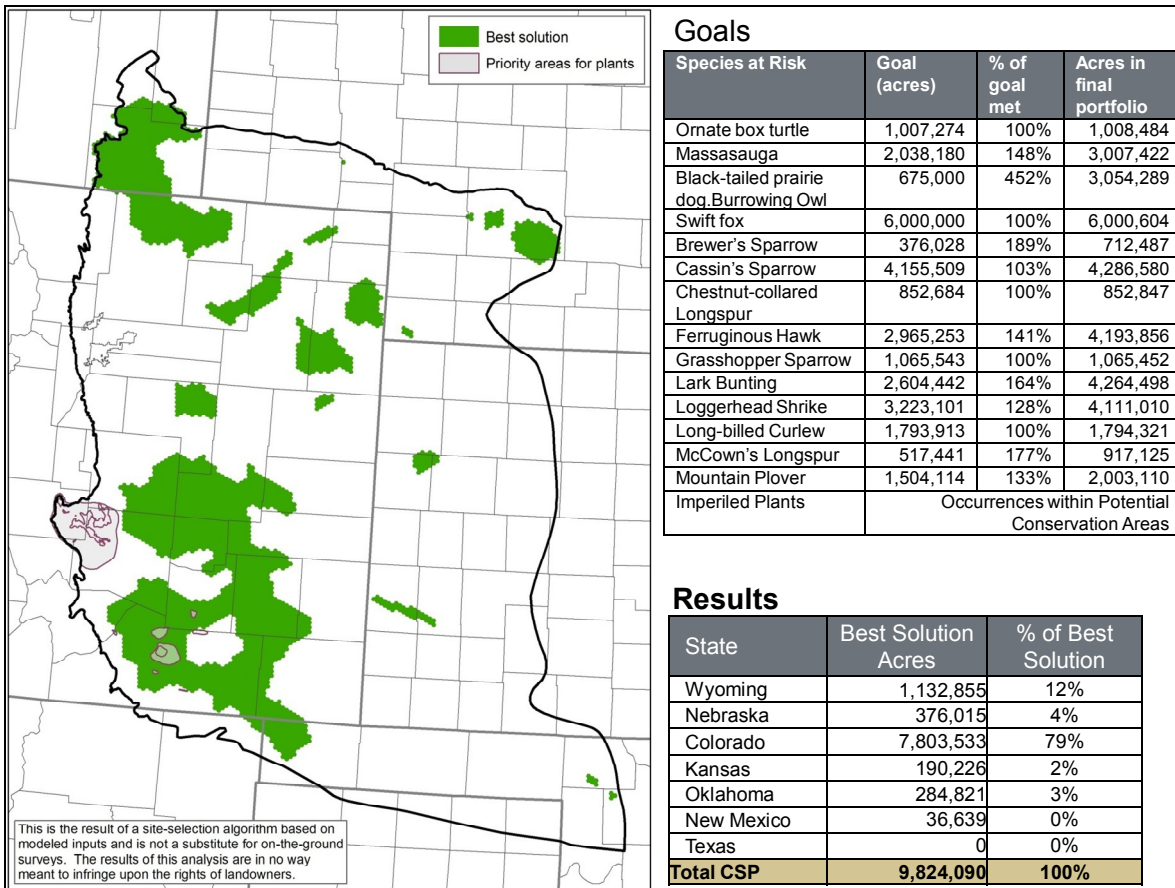 Best solution
Priority areas for plants
This is the result of a site-selection algorithm based on
modeled inputs and is not a substitute for on-the-ground
surveys. The results of this analysis are in no way
meant to infringe upon the rights of landowners.
Goals
Species at Risk Goal (acres) % of goal met Acres in final portfolio
Ornate box turtle 1,007,274 100% 1,008,484
Massasauga 2,038,180 148% 3,007,422
Black-tailed prairie dog.Burrowing Owl 675,000 452% 3,054,289
Swift fox 6,000,000 100% 6,000,604
Brewer's Sparrow 376,028 189% 712,487
Cassin's Sparrow 4,155,509 103% 4,286,580
Chestnut-collared Longspur 852,684 100% 852,847
Ferruginous Hawk 2,965,253 141% 4,193,856
Grasshopper Sparrow 1,065,543 100% 1,065,452
Lark Bunting 2,604,442 164% 4,264,498
Loggerhead Shrike 3,223,101 128% 4,111,010
Long-billed Curlew 1,793,913 100% 1,794,321
McCown's Longspur 517,441 177% 917,125
Mountain Plover 1,504,114 133% 2,003,110
Imperiled Plants Occurrences within Potential Conservation Areas
Results
State Best Solution Acres % of Best Solution
Wyoming 1,132,855 12%
Nebraska 376,015 4%
Colorado 7,803,533 79%
Kansas 190,226 2%
Oklahoma 284,821 3%
New Mexico 36,639 0%
Texas 0 0%
Total CSP 9,824,090 100%